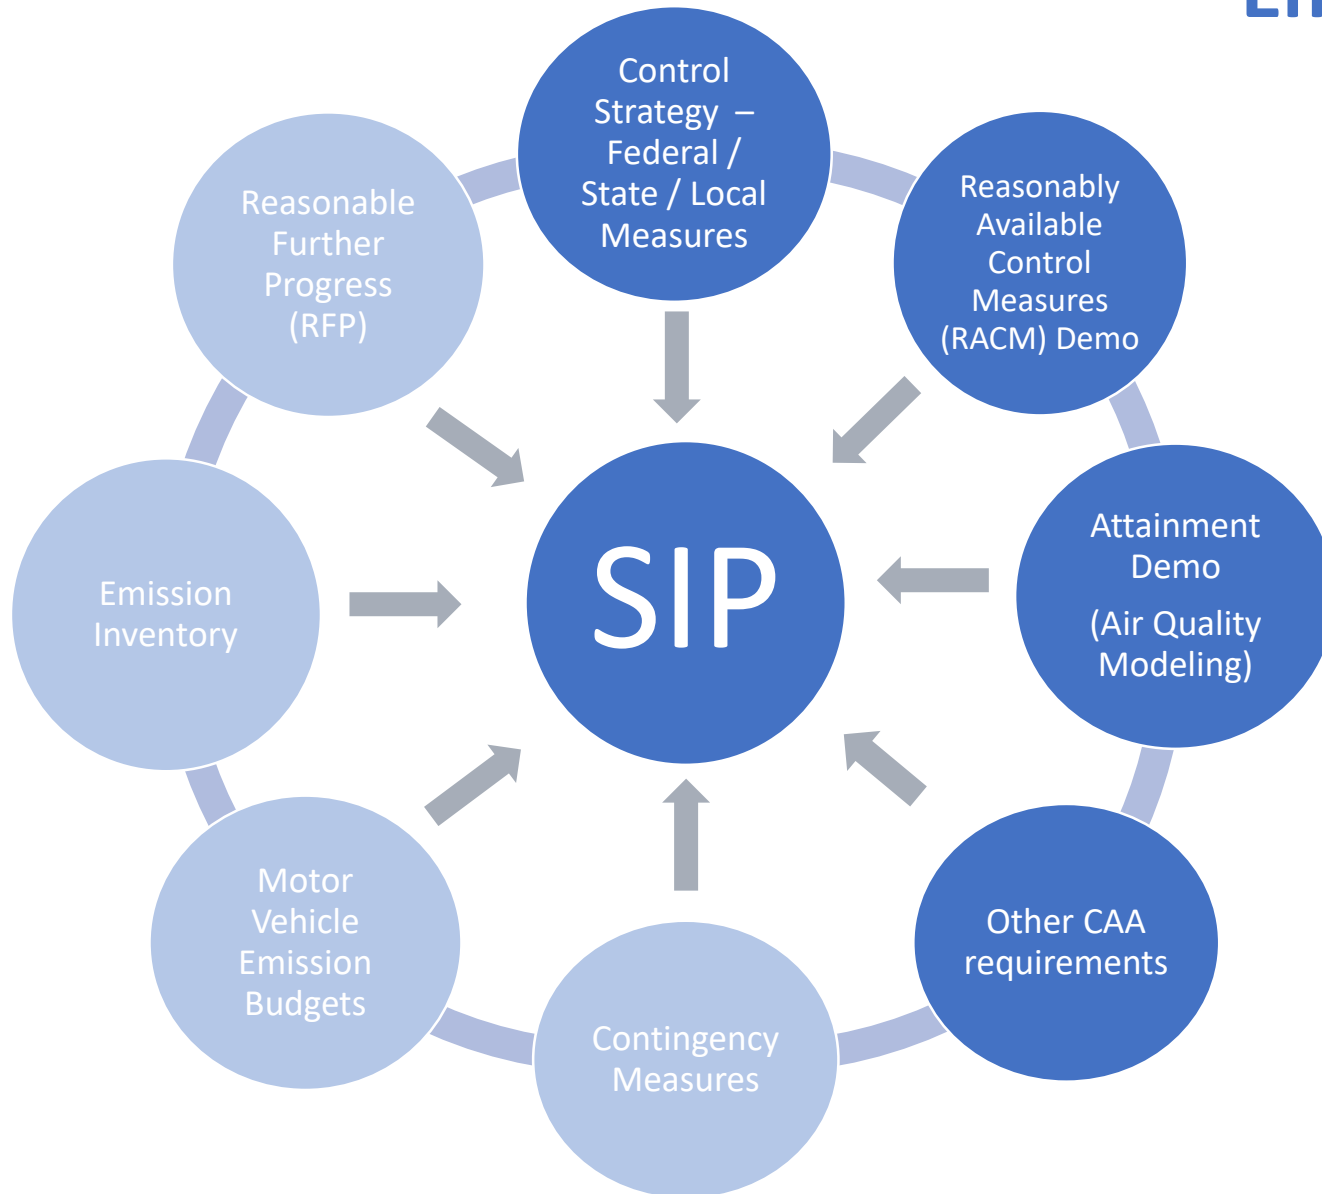 Control
Strategy –
Federal /
State / Local
Measures
Reasonably
Available
Control
Measures
(RACM) Demo
Attainment
Demo
(Air Quality
Modeling)
Other CAA
requirements
Contingency
Measures
Motor
Vehicle
Emission
Budgets
Emission
Inventory
Reasonable
Further
Progress
(RFP)
SIP